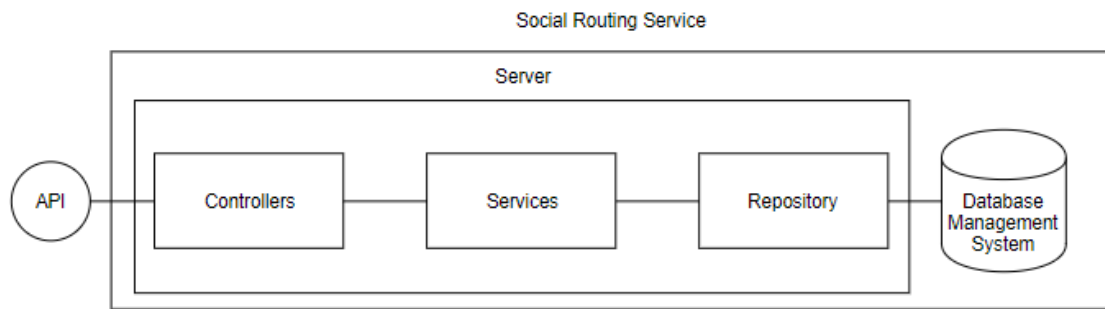 Social Routing Service
Server
API
Controllers
Services
Repository
Database
Management
System